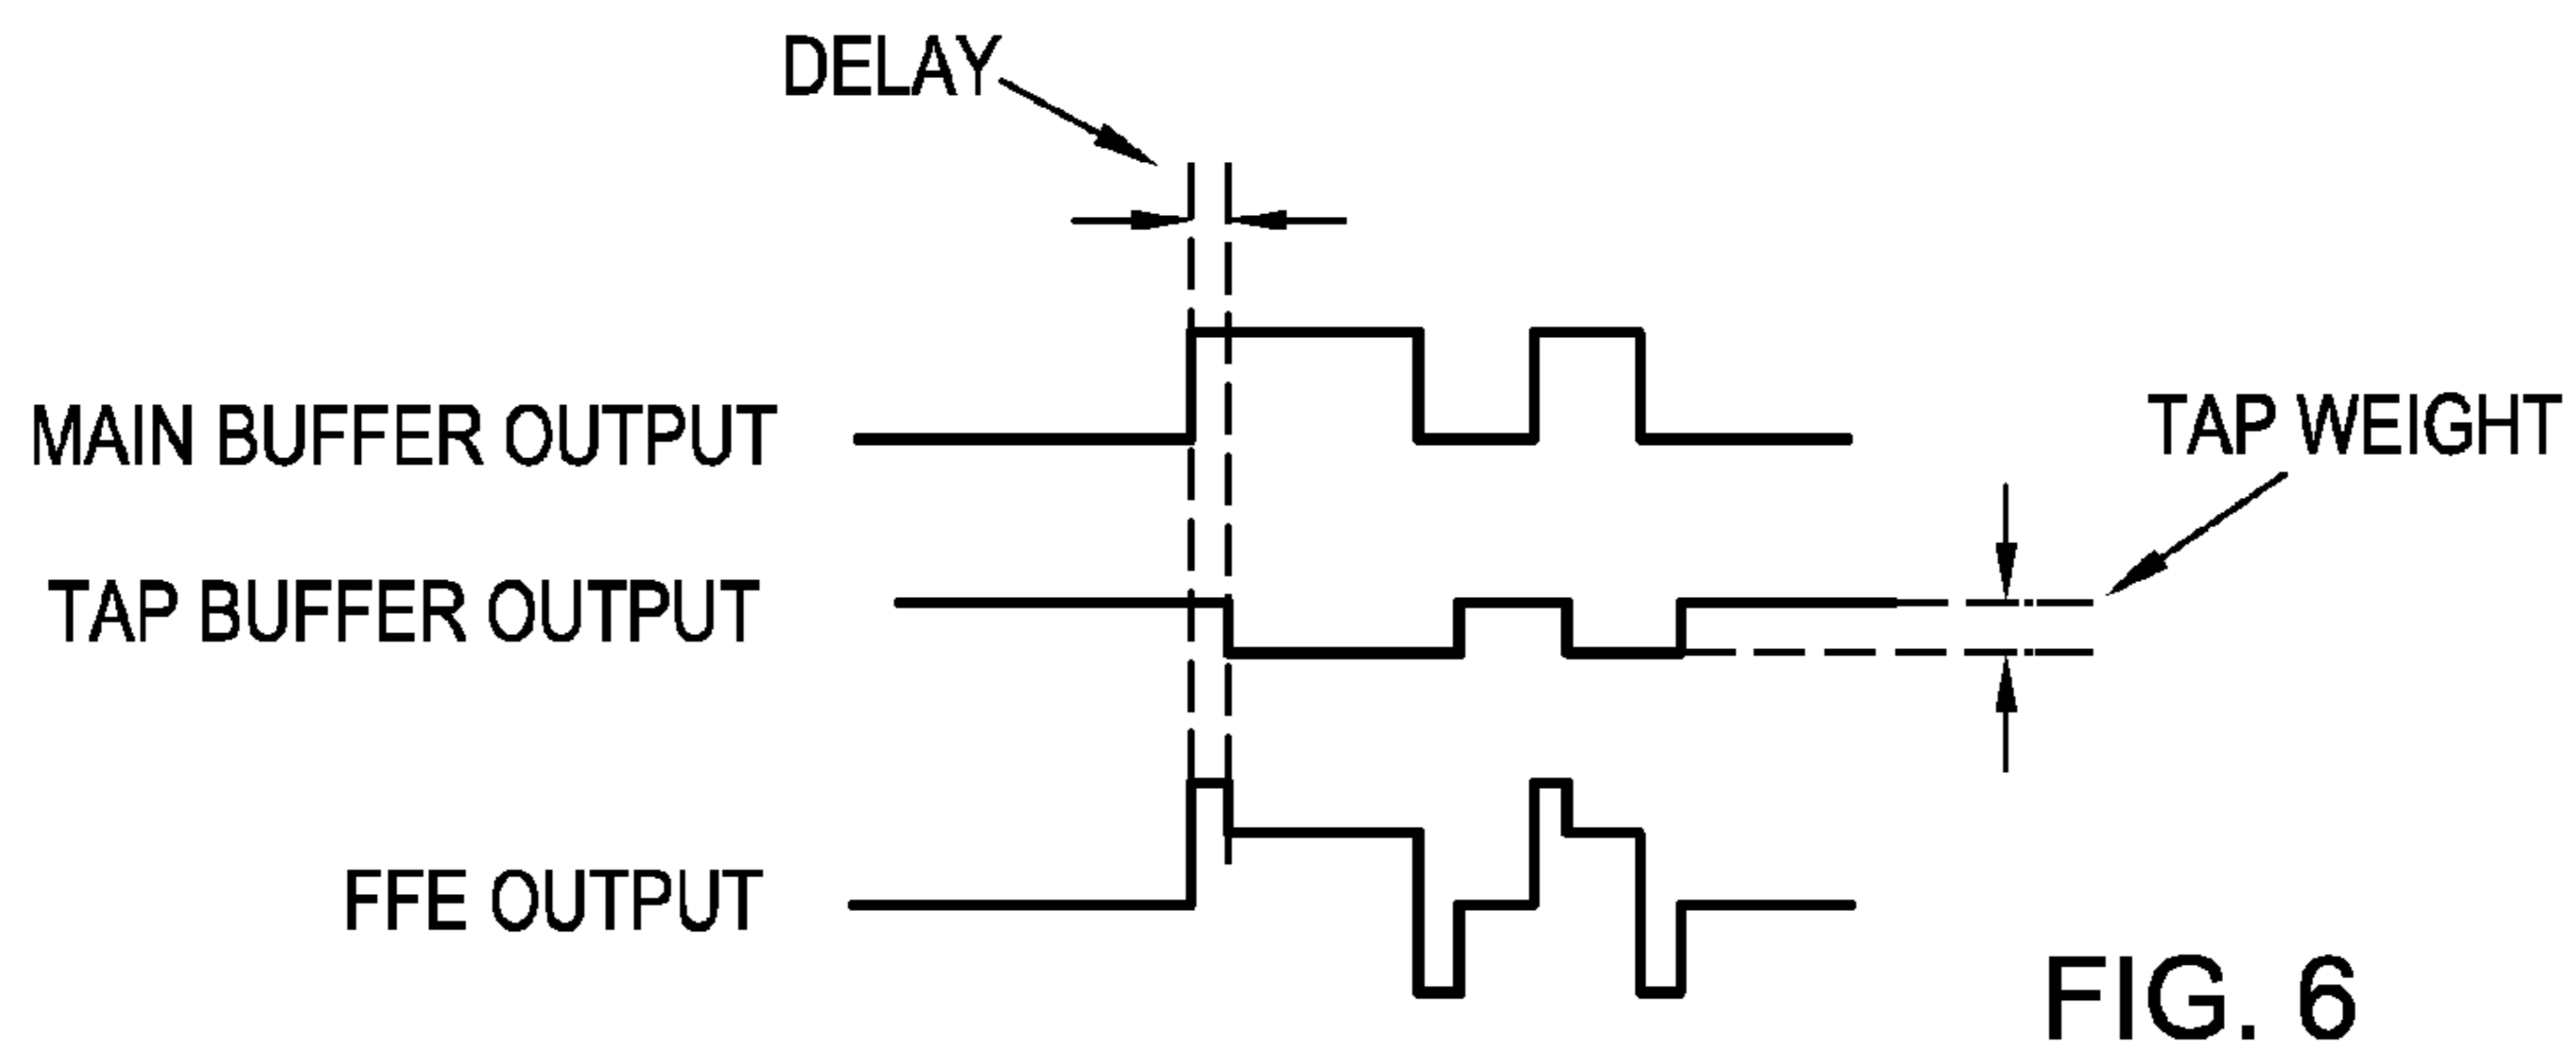 DELAY
MAIN BUFFER OUTPUT
TAP WEIGHT
TAP BUFFER OUTPUT
FFE OUTPUT
FIG. 6